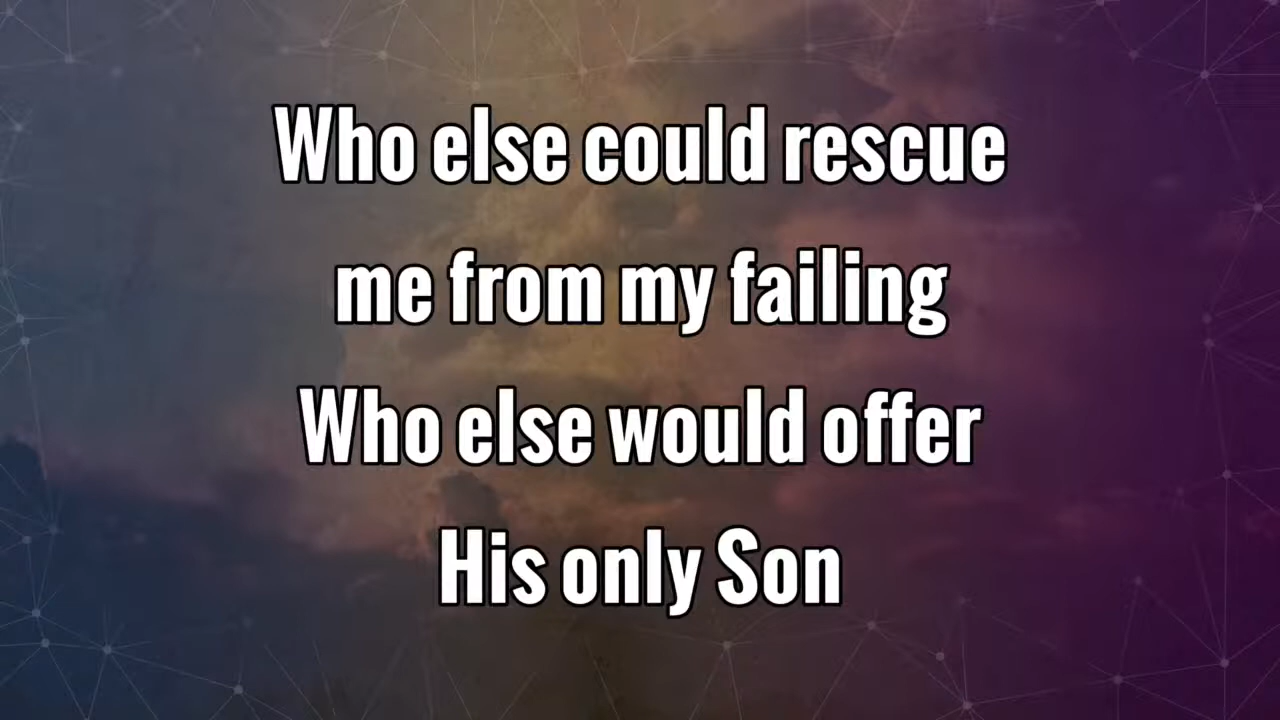 Who else could rescue
me from my failing
Who else would offer
His only Son